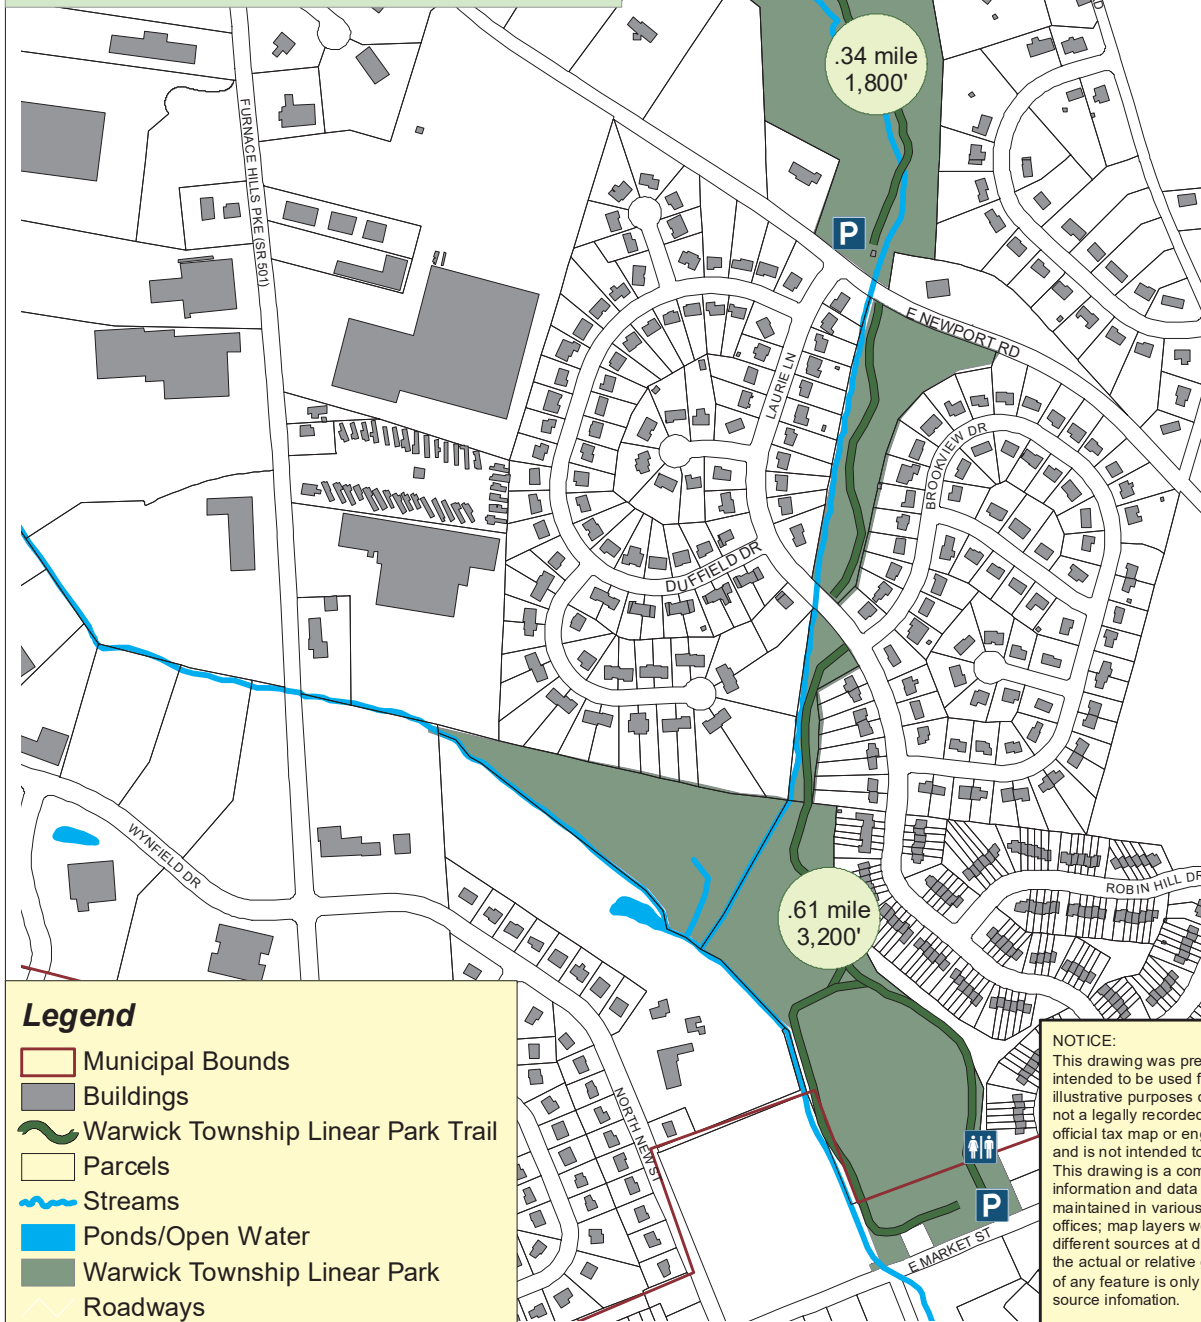 .34 mile
1,800'
FURNACE HILLS PKE (SR 501)
P
E NEWPORT RD
LAURIE LN
BROOKVIEW DR
DUFFIELD DR
WYNFIELD DR
ROBIN HILL DR
.61 mile
3,200'
Legend
Municipal Bounds
Buildings
Warwick Township Linear Park Trail
Parcels
Streams
Ponds/Open Water
Warwick Township Linear Park
Roadways
NORTH NEW ST
P
E MARKET ST
NOTICE:
This drawing was pre
intended to be used f
illustrative purposes o
not a legally recorded
official tax map or eng
and is not intended to
This drawing is a com
information and data
maintained in various
offices; map layers w
different sources at d
the actual or relative
of any feature is only
source infomation.